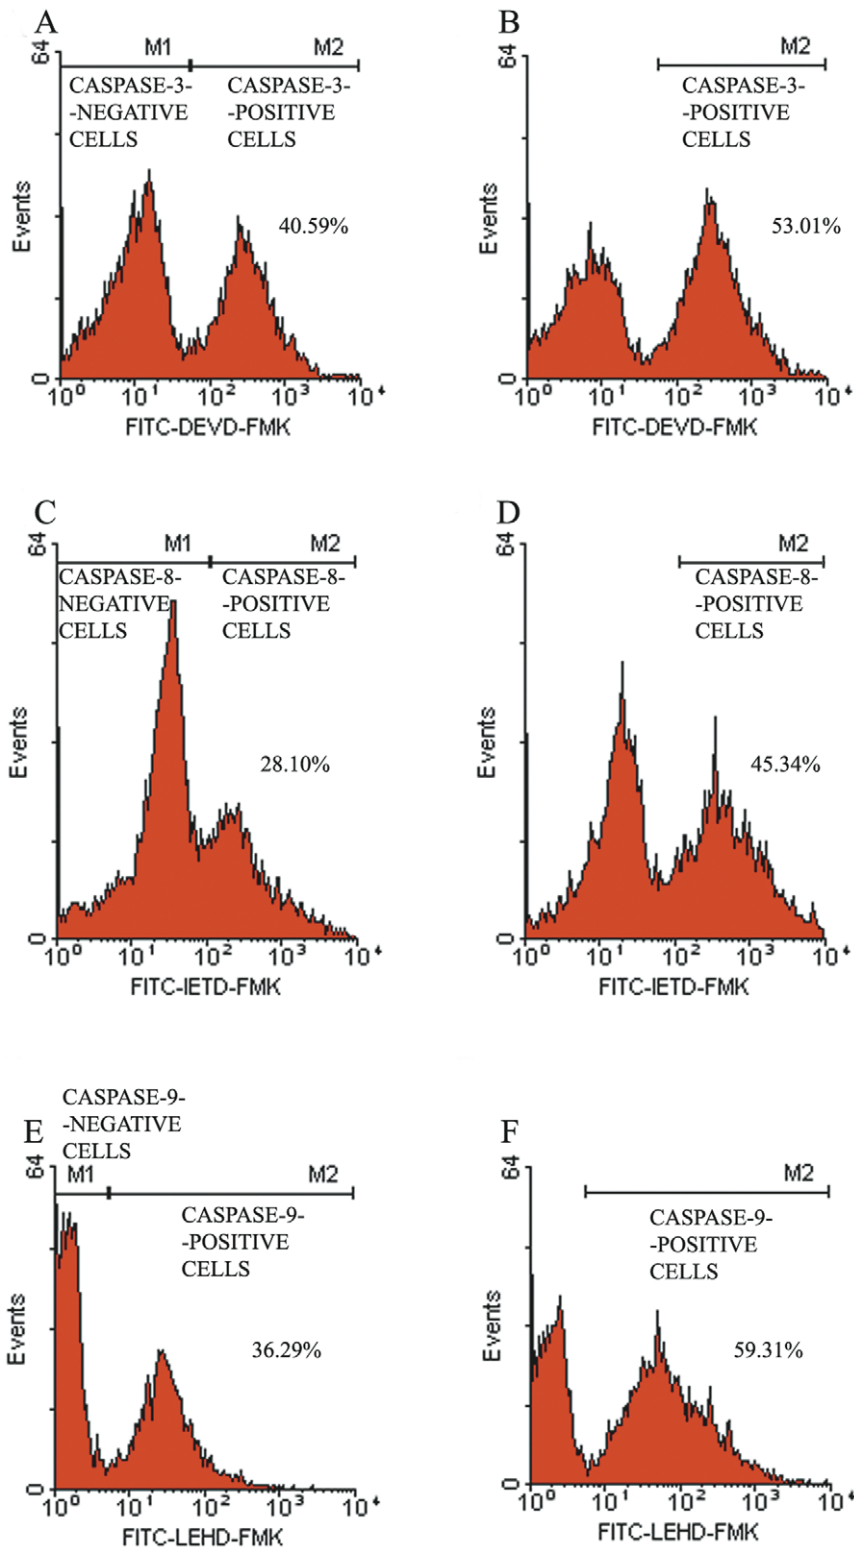 A
B
64
M1
M2
CASPASE-3-
-NEGATIVE
CELLS
CASPASE-3-
-POSITIVE
CELLS
40.59%
Events
0
10⁰
10¹
10²
10³
10⁴
FITC-DEVD-FMK
64
M2
CASPASE-3-
-POSITIVE
CELLS
53.01%
Events
0
10⁰
10¹
10²
10³
10⁴
FITC-DEVD-FMK
C
D
64
M1
M2
CASPASE-8-
NEGATIVE
CELLS
CASPASE-8-
-POSITIVE
CELLS
28.10%
Events
0
10⁰
10¹
10²
10³
10⁴
FITC-IETD-FMK
64
M2
CASPASE-8-
-POSITIVE
CELLS
45.34%
Events
0
10⁰
10¹
10²
10³
10⁴
FITC-IETD-FMK
CASPASE-9-
-NEGATIVE
CELLS
E
F
64
M1
M2
CASPASE-9-
-POSITIVE
CELLS
36.29%
Events
0
10⁰
10¹
10²
10³
10⁴
FITC-LEHD-FMK
64
M2
CASPASE-9-
-POSITIVE
CELLS
59.31%
Events
0
10⁰
10¹
10²
10³
10⁴
FITC-LEHD-FMK